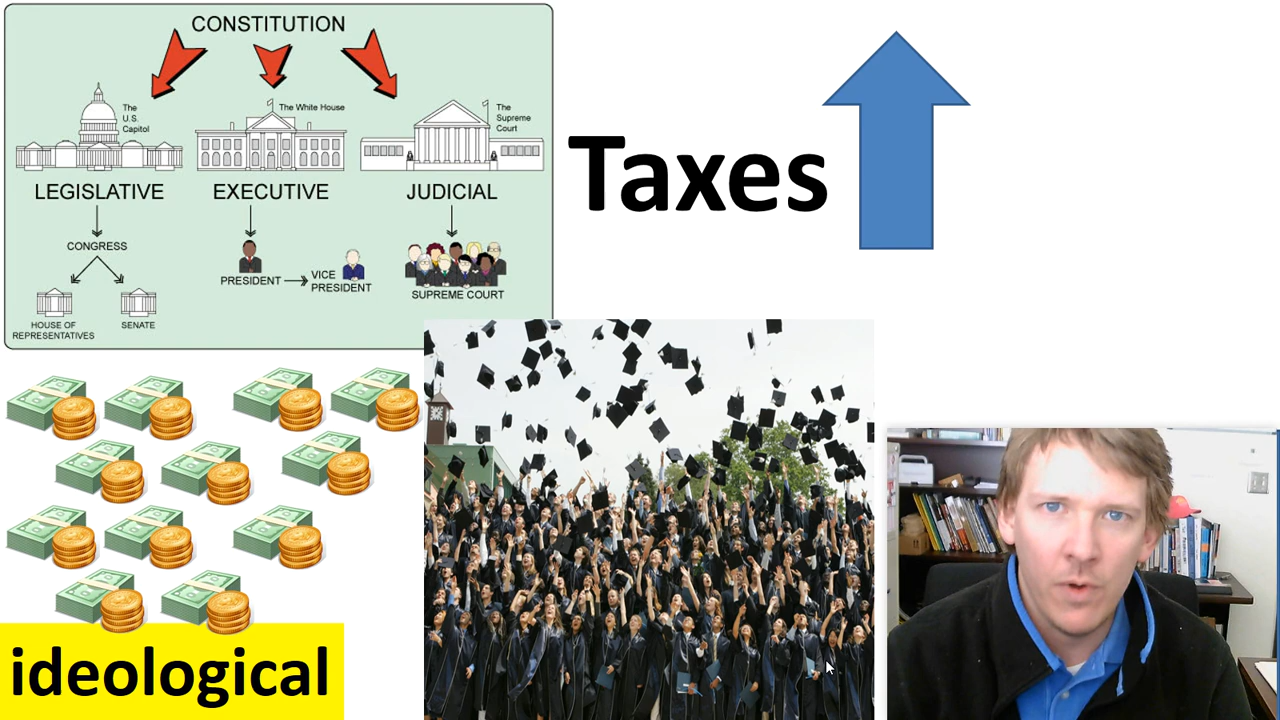 CONSTITUTION
The
U.S.
Capitol
The White House
The
Supreme
Court
LEGISLATIVE
EXECUTIVE
JUDICIAL
CONGRESS
PRESIDENT
VICE
PRESIDENT
SUPREME COURT
HOUSE OF
REPRESENTATIVES
SENATE
Taxes
ideological